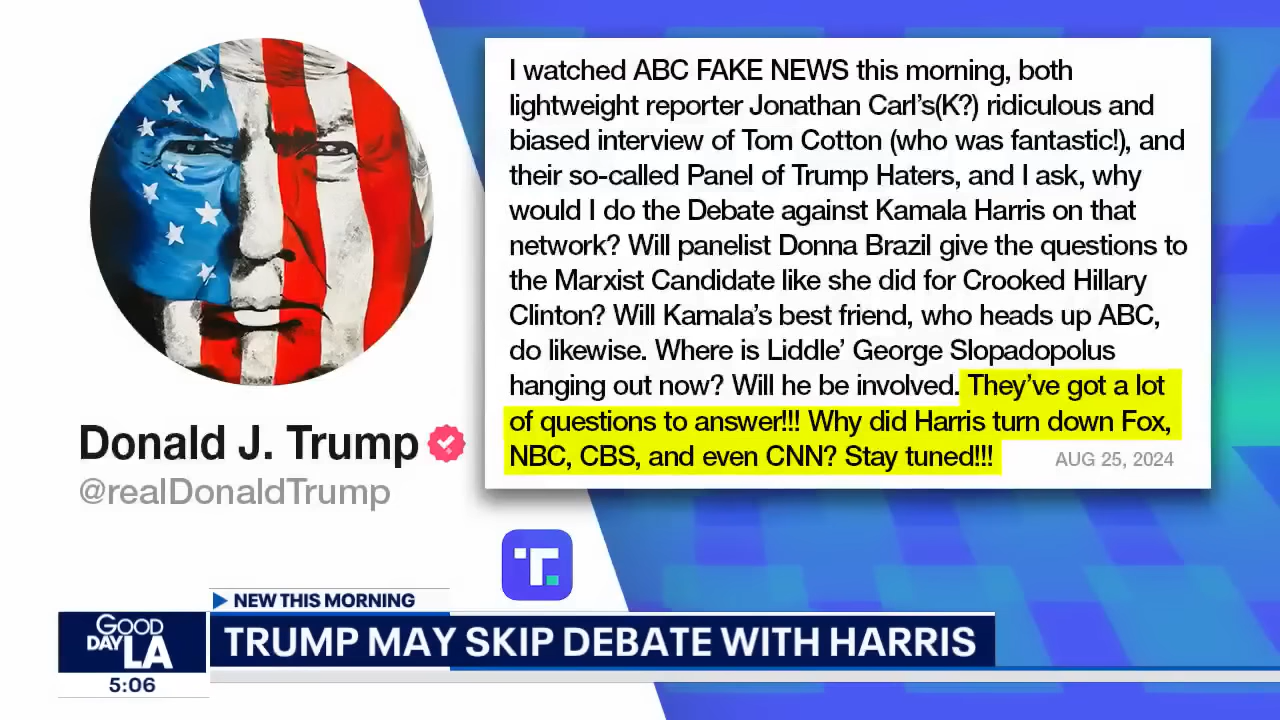 I watched ABC FAKE NEWS this morning, both
lightweight reporter Jonathan Carl's(K?) ridiculous and
biased interview of Tom Cotton (who was fantastic!), and
their so-called Panel of Trump Haters, and I ask, why
would I do the Debate against Kamala Harris on that
network? Will panelist Donna Brazil give the questions to
the Marxist Candidate like she did for Crooked Hillary
Clinton? Will Kamala's best friend, who heads up ABC,
do likewise. Where is Liddle' George Slopadopolus
hanging out now? Will he be involved. They've got a lot
of questions to answer!!! Why did Harris turn down Fox,
NBC, CBS, and even CNN? Stay tuned!!!
AUG 25, 2024
Donald J. Trump
@realDonaldTrump
T.
NEW THIS MORNING
TRUMP MAY SKIP DEBATE WITH HARRIS
GOOD
DAY LA
5:06